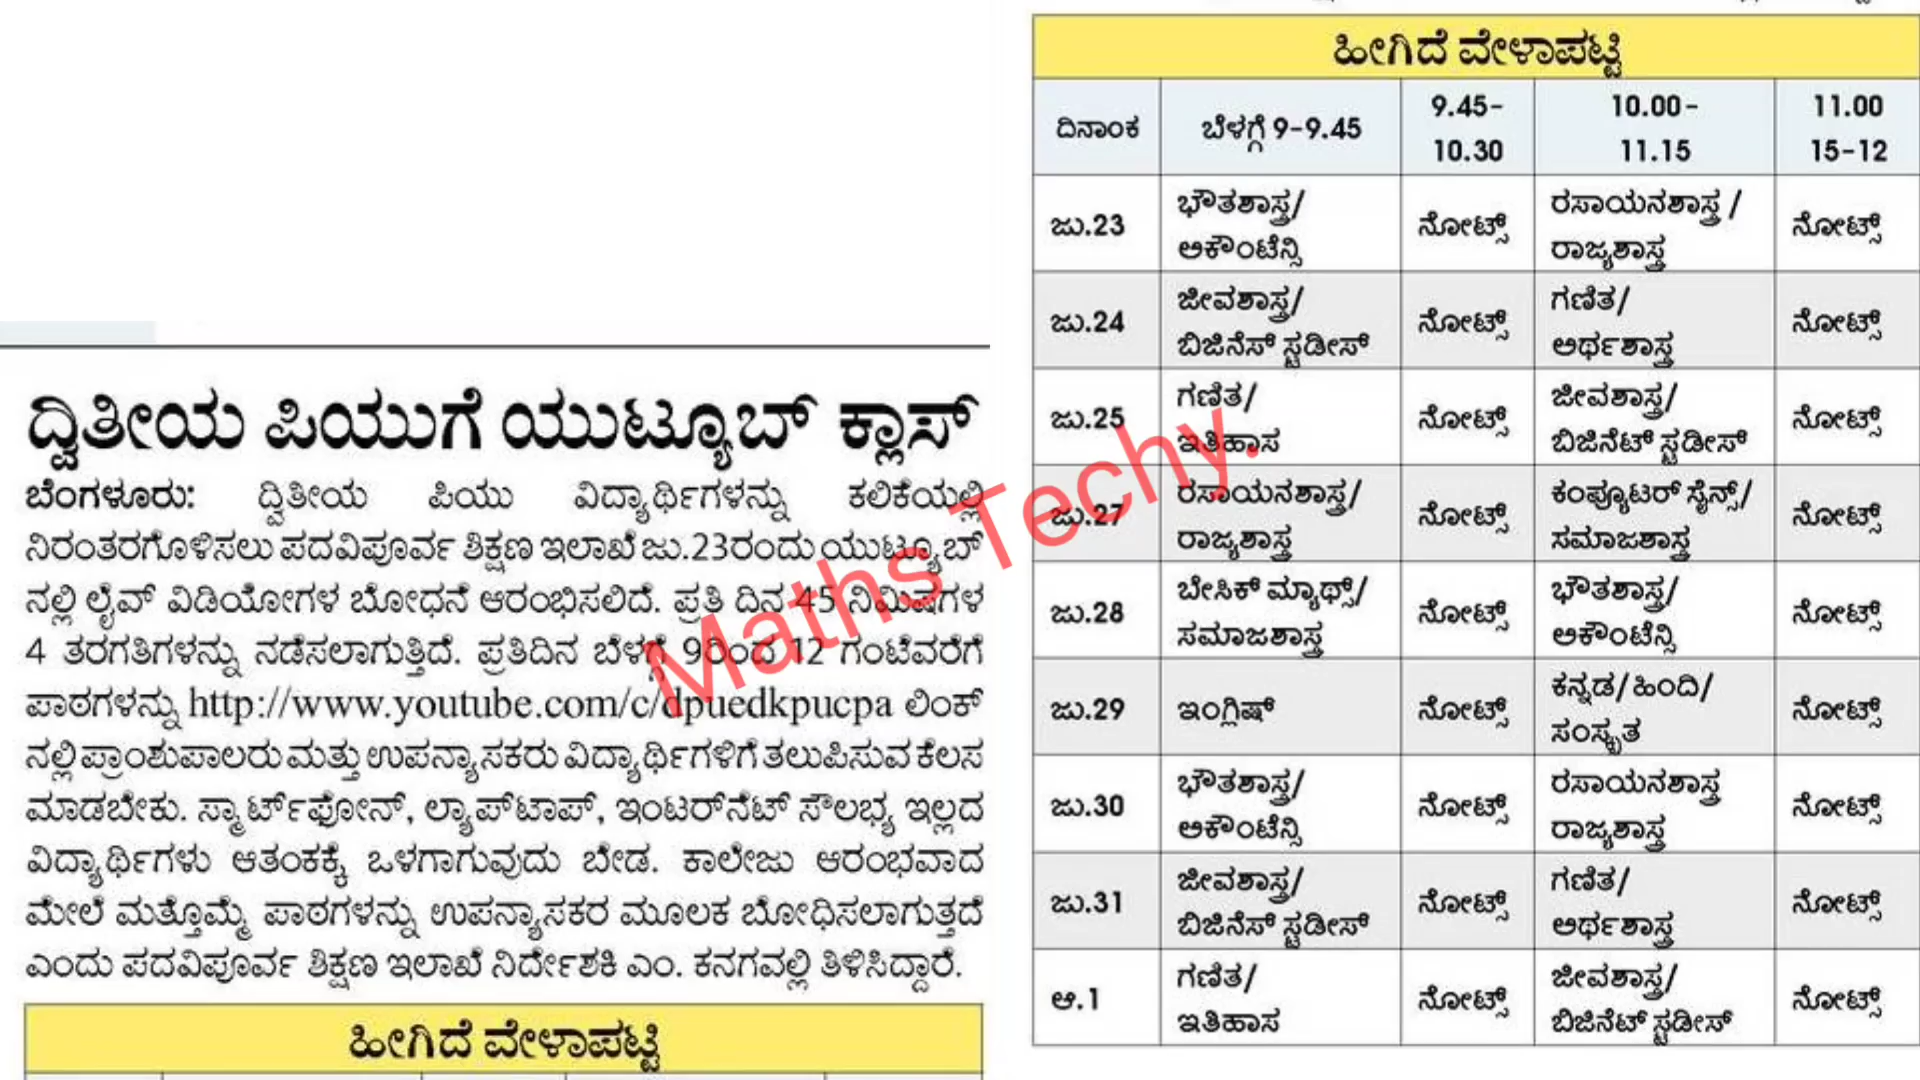 ದ್ವಿತೀಯ ಪಿಯುಗೆ ಯುಟ್ಯೂಬ್ ಕ್ಲಾಸ್
ಬೆಂಗಳೂರು: ದ್ವಿತೀಯ ಪಿಯು ವಿದ್ಯಾರ್ಥಿಗಳನ್ನು ಕಲಿಕೆಯಲ್ಲಿ
ನಿರಂತರಗೊಳಿಸಲು ಪದವಿಪೂರ್ವ ಶಿಕ್ಷಣ ಇಲಾಖೆ ಜು.23ರಂದು ಯುಟ್ಯೂಬ್
ನಲ್ಲಿ ಲೈವ್ ವಿಡಿಯೋಗಳ ಬೋಧನೆ ಆರಂಭಿಸಲಿದೆ. ಪ್ರತಿ ದಿನ 45 ನಿಮಿಷಗಳ
4 ತರಗತಿಗಳನ್ನು ನಡೆಸಲಾಗುತ್ತಿದೆ. ಪ್ರತಿದಿನ ಬೆಳಗ್ಗೆ 9ರಿಂದ 12 ಗಂಟೆವರೆಗೆ
ಪಾಠಗಳನ್ನು http://www.youtube.com/c/dpuedkpucpa ಲಿಂಕ್
ನಲ್ಲಿ ಪ್ರಾಂಶುಪಾಲರು ಮತ್ತು ಉಪನ್ಯಾಸಕರು ವಿದ್ಯಾರ್ಥಿಗಳಿಗೆ ತಲುಪಿಸುವ ಕೆಲಸ
ಮಾಡಬೇಕು. ಸ್ಮಾರ್ಟ್‌ಫೋನ್, ಲ್ಯಾಪ್‌ಟಾಪ್, ಇಂಟರ್‌ನೆಟ್ ಸೌಲಭ್ಯ ಇಲ್ಲದ
ವಿದ್ಯಾರ್ಥಿಗಳು ಆತಂಕಕ್ಕೆ ಒಳಗಾಗುವುದು ಬೇಡ. ಕಾಲೇಜು ಆರಂಭವಾದ
ಮೇಲೆ ಮತ್ತೊಮ್ಮೆ ಪಾಠಗಳನ್ನು ಉಪನ್ಯಾಸಕರ ಮೂಲಕ ಬೋಧಿಸಲಾಗುತ್ತದೆ
ಎಂದು ಪದವಿಪೂರ್ವ ಶಿಕ್ಷಣ ಇಲಾಖೆ ನಿರ್ದೇಶಕಿ ಎಂ. ಕನಗವಲ್ಲಿ ತಿಳಿಸಿದ್ದಾರೆ.
ಹೀಗಿದೆ ವೇಳಾಪಟ್ಟಿ
Maths Techy.
ಹೀಗಿದೆ ವೇಳಾಪಟ್ಟಿ
ದಿನಾಂಕ ಬೆಳಗ್ಗೆ 9-9.45 9.45-10.30 10.00-11.15 11.00 15-12
ಜು.23 ಭೌತಶಾಸ್ತ್ರ/ ಅಕೌಂಟೆನ್ಸಿ ನೋಟ್ಸ್ ರಸಾಯನಶಾಸ್ತ್ರ / ರಾಜ್ಯಶಾಸ್ತ್ರ ನೋಟ್ಸ್
ಜು.24 ಜೀವಶಾಸ್ತ್ರ/ ಬಿಜಿನೆಸ್ ಸ್ಟಡೀಸ್ ನೋಟ್ಸ್ ಗಣಿತ/ ಅರ್ಥಶಾಸ್ತ್ರ ನೋಟ್ಸ್
ಜು.25 ಗಣಿತ/ ಇತಿಹಾಸ ನೋಟ್ಸ್ ಜೀವಶಾಸ್ತ್ರ/ ಬಿಜಿನೆಟ್ ಸ್ಟಡೀಸ್ ನೋಟ್ಸ್
ಜು.27 ರಸಾಯನಶಾಸ್ತ್ರ/ ರಾಜ್ಯಶಾಸ್ತ್ರ ನೋಟ್ಸ್ ಕಂಪ್ಯೂಟರ್ ಸೈನ್ಸ್/ ಸಮಾಜಶಾಸ್ತ್ರ ನೋಟ್ಸ್
ಜು.28 ಬೇಸಿಕ್ ಮ್ಯಾಥ್ಸ್/ ಸಮಾಜಶಾಸ್ತ್ರ ನೋಟ್ಸ್ ಭೌತಶಾಸ್ತ್ರ/ ಅಕೌಂಟೆನ್ಸಿ ನೋಟ್ಸ್
ಜು.29 ಇಂಗ್ಲಿಷ್ ನೋಟ್ಸ್ ಕನ್ನಡ/ ಹಿಂದಿ/ ಸಂಸ್ಕೃತ ನೋಟ್ಸ್
ಜು.30 ಭೌತಶಾಸ್ತ್ರ/ ಅಕೌಂಟೆನ್ಸಿ ನೋಟ್ಸ್ ರಸಾಯನಶಾಸ್ತ್ರ ರಾಜ್ಯಶಾಸ್ತ್ರ ನೋಟ್ಸ್
ಜು.31 ಜೀವಶಾಸ್ತ್ರ/ ಬಿಜಿನೆಸ್ ಸ್ಟಡೀಸ್ ನೋಟ್ಸ್ ಗಣಿತ/ ಅರ್ಥಶಾಸ್ತ್ರ ನೋಟ್ಸ್
ಆ.1 ಗಣಿತ/ ಇತಿಹಾಸ ನೋಟ್ಸ್ ಜೀವಶಾಸ್ತ್ರ/ ಬಿಜಿನೆಟ್ ಸ್ಟಡೀಸ್ ನೋಟ್ಸ್